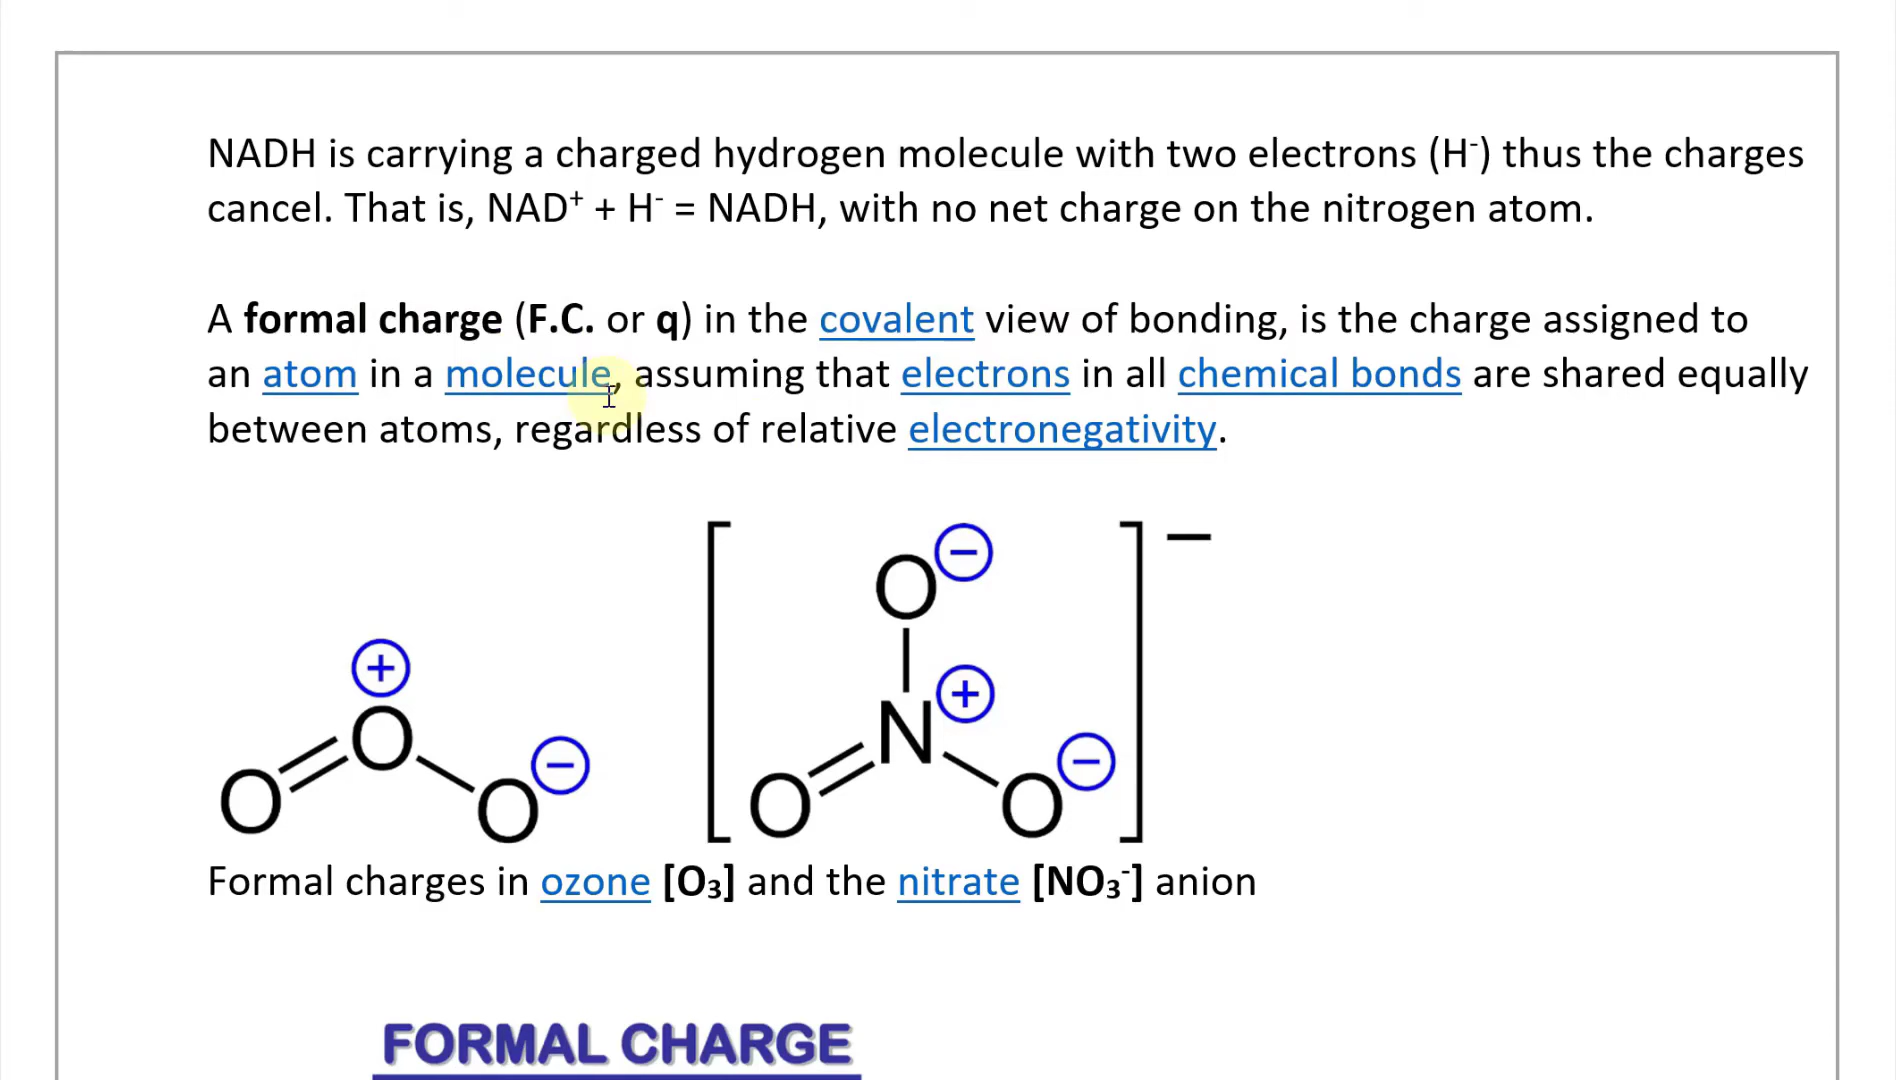 NADH is carrying a charged hydrogen molecule with two electrons (H⁻) thus the charges
cancel. That is, NAD⁺ + H⁻ = NADH, with no net charge on the nitrogen atom.
A formal charge (F.C. or q) in the covalent view of bonding, is the charge assigned to
an atom in a molecule, assuming that electrons in all chemical bonds are shared equally
between atoms, regardless of relative electronegativity.
O
+
O
O
−
O
−
N
+
O
O
−
−
Formal charges in ozone [O₃] and the nitrate [NO₃⁻] anion
FORMAL CHARGE